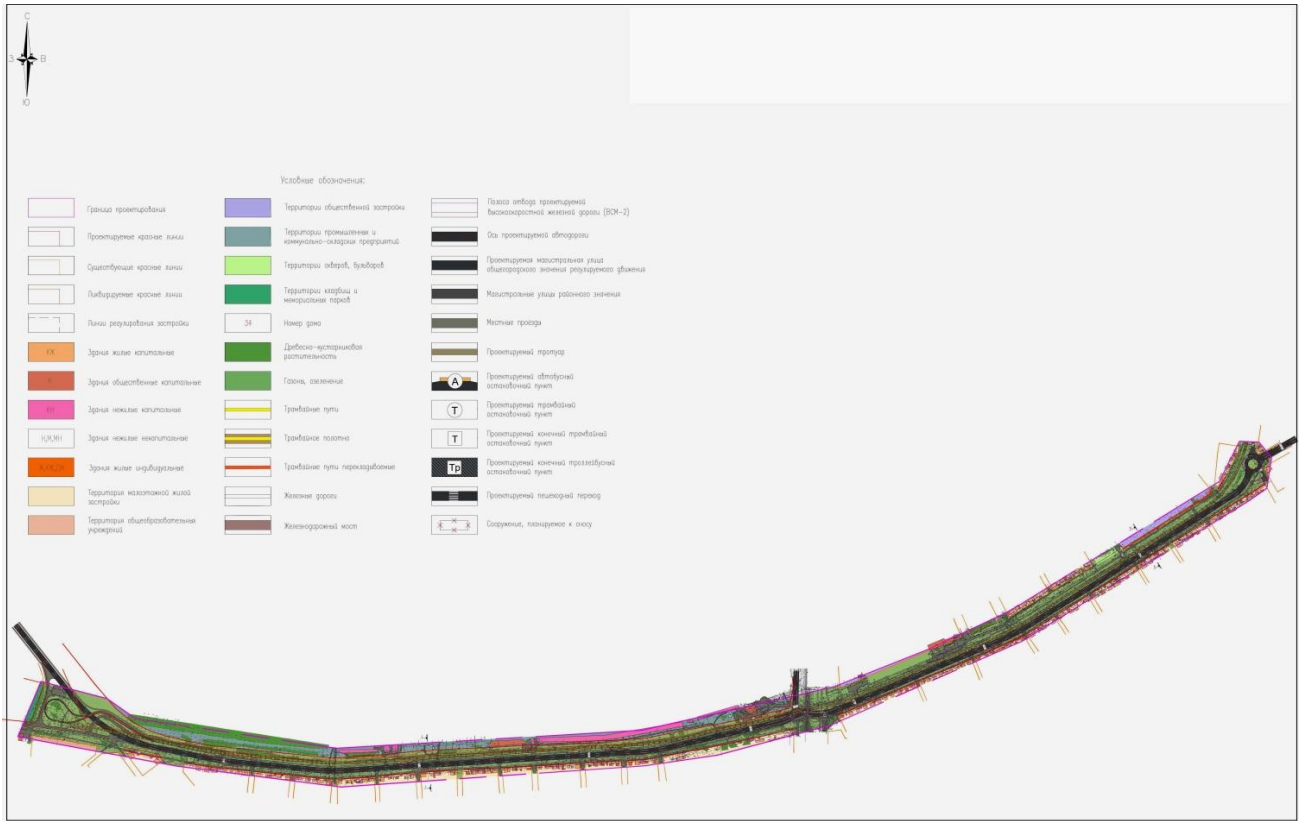 С
З
В
Ю
Условные обозначения:
Граница проектирования
Проектируемые красные линии
Существующие красные линии
Ликвидируемые красные линии
Линии регулирования застройки
КЖ
Здания жилые капитальные
К
Здания общественные капитальные
КН
Здания нежилые капитальные
Н,М,МН
Здания нежилые некапитальные
Здания жилые индивидуальные
Территория малоэтажной жилой
застройки
Территория общеобразовательных
учреждений
Территории общественной застройки
Территории промышленных и
коммунально-складских предприятий
Территории скверов, бульваров
Территории кладбищ и
мемориальных парков
Номер дома
Древесно-кустарниковая
растительность
Газоны, озеленение
Трамвайные пути
Трамвайное полотно
Трамвайные пути перекладываемые
Железные дороги
Железнодорожный мост
Полоса отвода проектируемой
высокоскоростной железной дороги (ВСМ-2)
Ось проектируемой автодороги
Проектируемая магистральная улица
общегородского значения регулируемого движения
Магистральные улицы районного значения
Местные проезды
Проектируемый тротуар
А
Проектируемый автобусный
остановочный пункт
Т
Проектируемый трамвайный
остановочный пункт
Т
Проектируемый конечный трамвайный
остановочный пункт
Тр
Проектируемый конечный троллейбусный
остановочный пункт
Проектируемый пешеходный переход
Сооружение, планируемое к сносу